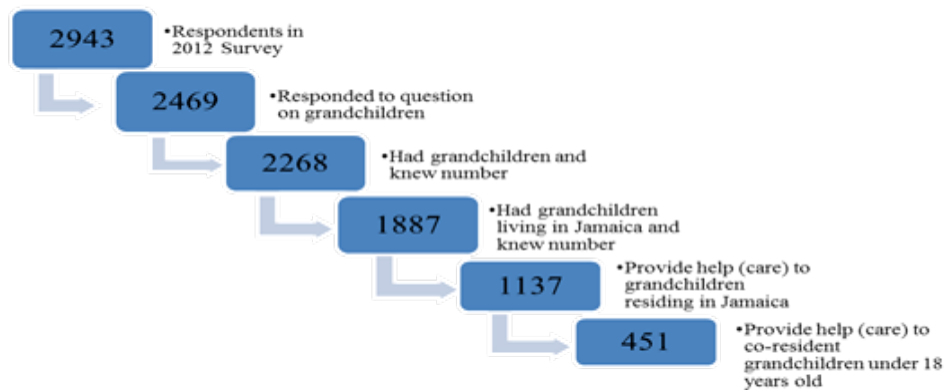 2943
•Respondents in
2012 Survey
2469
•Responded to question
on grandchildren
2268
•Had grandchildren and
knew number
1887
•Had grandchildren
living in Jamaica and
knew number
1137
•Provide help (care) to
grandchildren
residing in Jamaica
451
•Provide help (care) to
co-resident
grandchildren under 18
years old